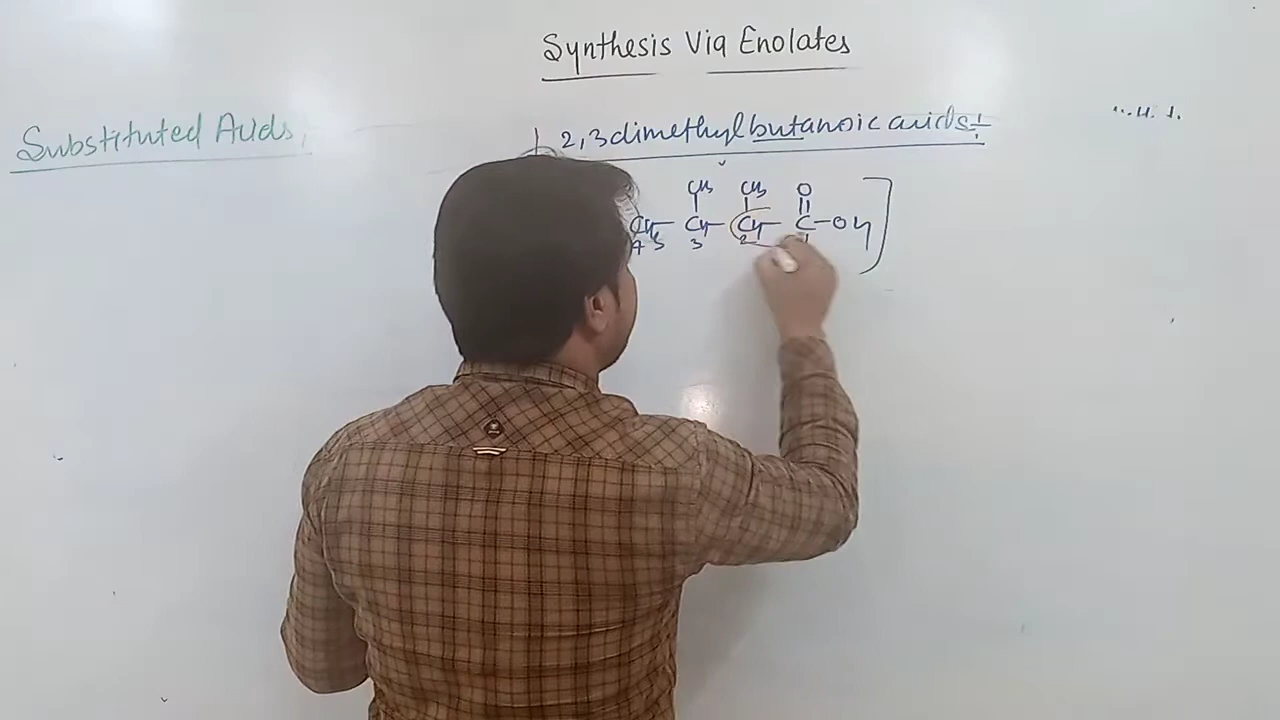 Synthesis Via Enolates
Substituted Acids,
1. 2,3 dimethyl butanoic acids:-
CH3 CH3 O
CH3 - CH - CH - C - OH
4 3 2 1